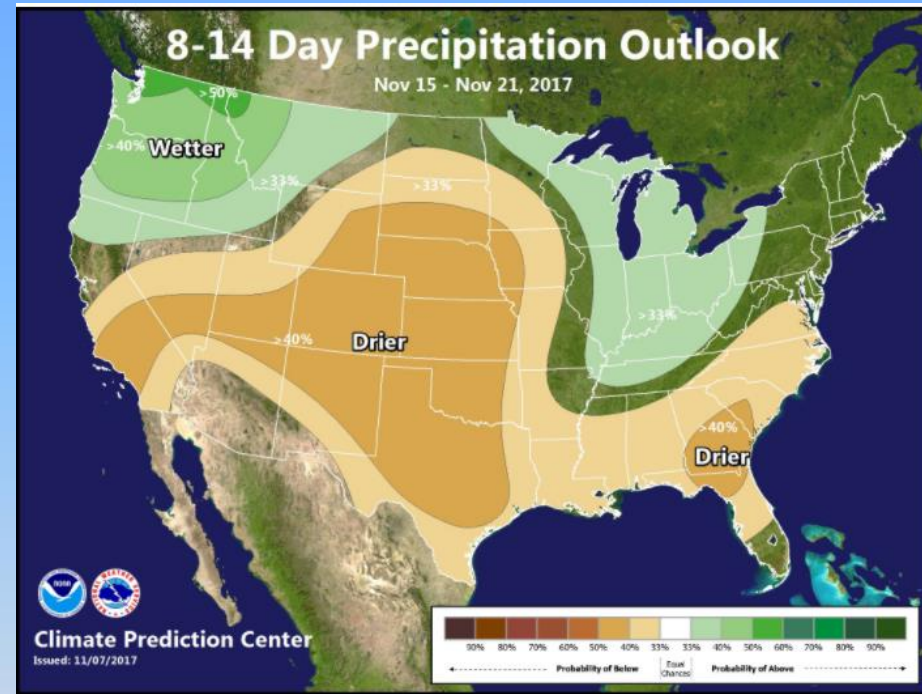 8-14 Day Precipitation Outlook
Nov 15 - Nov 21, 2017
>50%
>40%
Wetter
>33%
>33%
>33%
>40%
Drier
>40%
Drier
NOAA
Climate Prediction Center
Issued: 11/07/2017
90% 80% 70% 60% 50% 40% 33% 33% 40% 50% 60% 70% 80% 90%
Probability of Below
Equal
Chances
Probability of Above